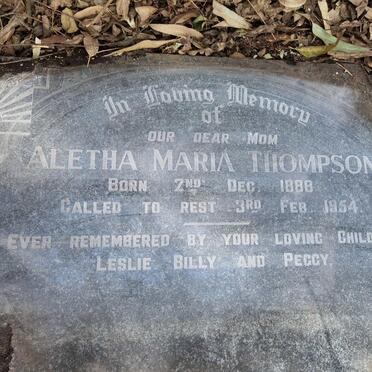 In Loving Memory
of
OUR DEAR MOM
ALETHA MARIA THOMPSON
BORN 2ND DEC, 1888
CALLED TO REST 3RD FEB, 1954.
EVER REMEMBERED BY YOUR LOVING CHILD
LESLIE BILLY AND PEGGY.